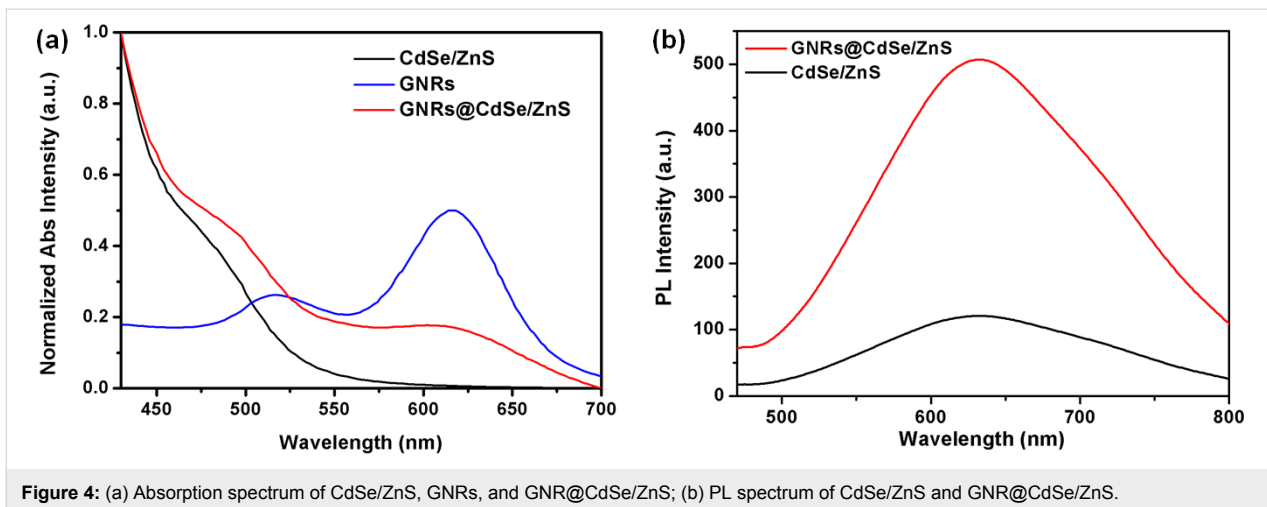 (a)
CdSe/ZnS
GNRs
GNRs@CdSe/ZnS
Normalized Abs Intensity (a.u.)
1.0
0.8
0.6
0.4
0.2
0.0
450 500 550 600 650 700
Wavelength (nm)
(b)
GNRs@CdSe/ZnS
CdSe/ZnS
PL Intensity (a.u.)
500
400
300
200
100
0
500 600 700 800
Wavelength (nm)
Figure 4: (a) Absorption spectrum of CdSe/ZnS, GNRs, and GNR@CdSe/ZnS; (b) PL spectrum of CdSe/ZnS and GNR@CdSe/ZnS.